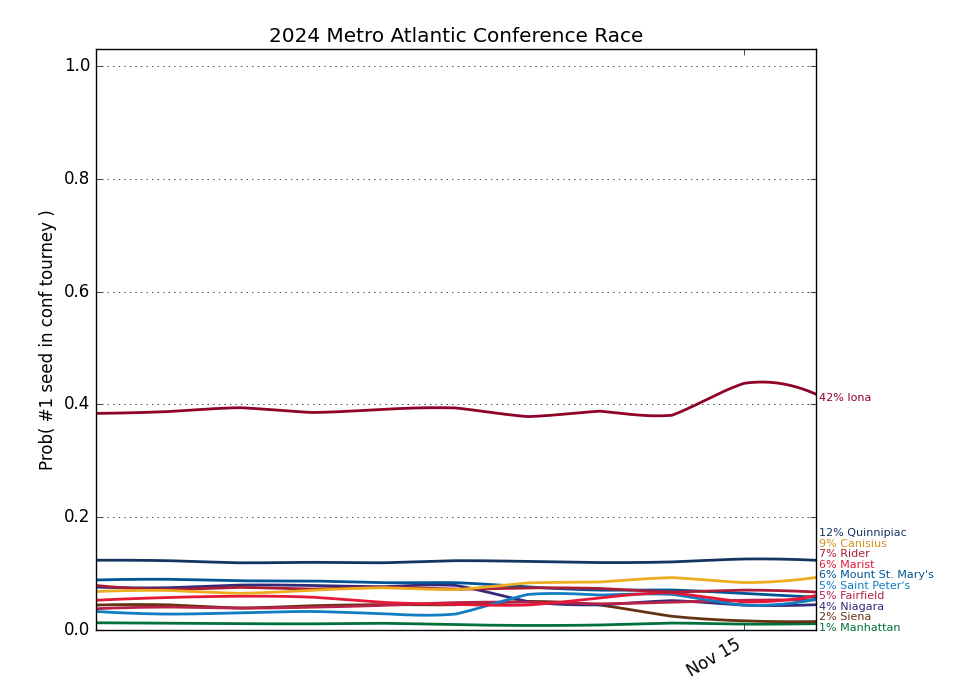 2024 Metro Atlantic Conference Race
1.0
0.8
0.6
0.4
0.2
0.0
Prob( #1 seed in conf tourney )
Nov 15
42% Iona
12% Quinnipiac
9% Canisius
7% Rider
6% Marist
6% Mount St. Mary's
5% Saint Peter's
5% Fairfield
4% Niagara
2% Siena
1% Manhattan